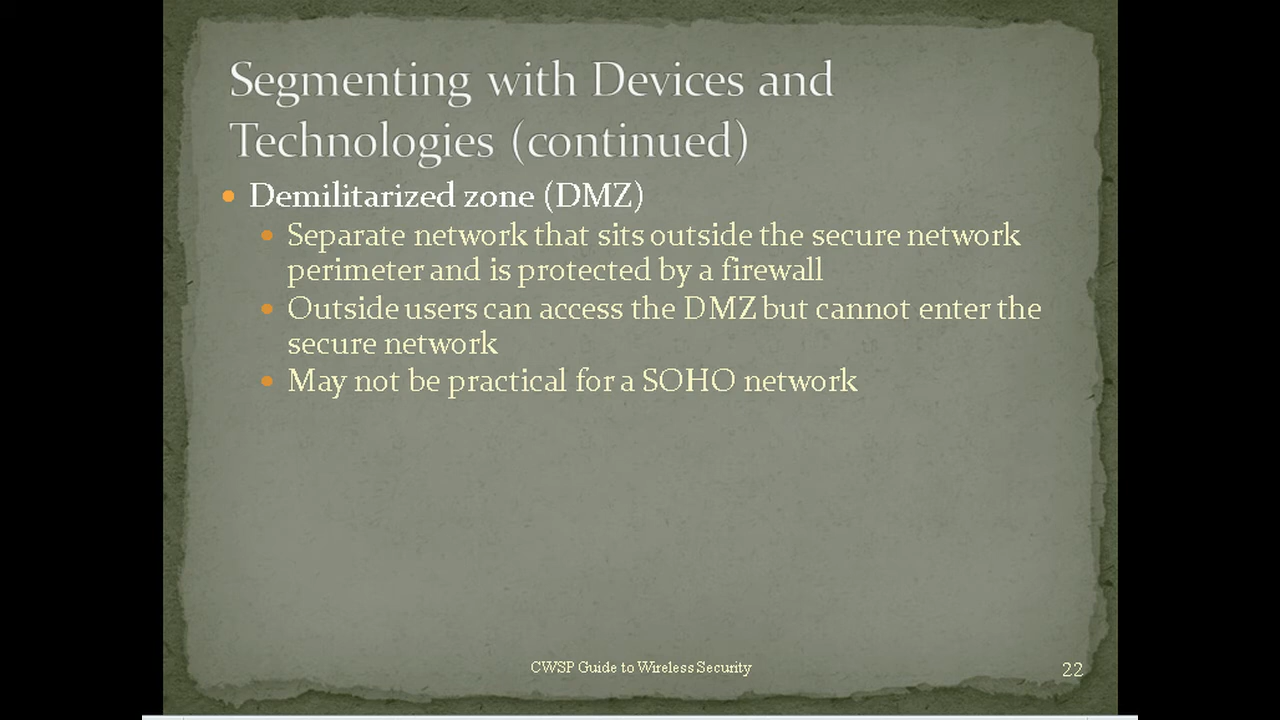 Segmenting with Devices and
Technologies (continued)
Demilitarized zone (DMZ)
Separate network that sits outside the secure network
perimeter and is protected by a firewall
Outside users can access the DMZ but cannot enter the
secure network
May not be practical for a SOHO network
CWSP Guide to Wireless Security
22